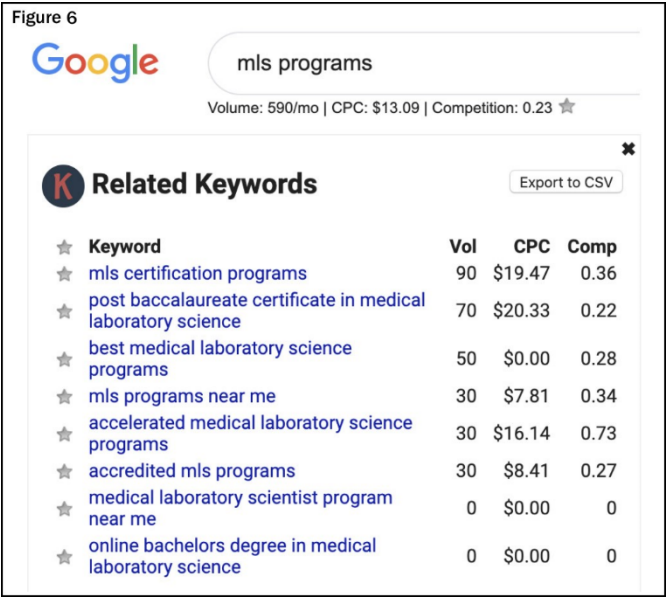 Figure 6
Google
mls programs
Volume: 590/mo | CPC: $13.09 | Competition: 0.23
K Related Keywords
Export to CSV
Keyword Vol CPC Comp
mls certification programs 90 $19.47 0.36
post baccalaureate certificate in medical
laboratory science 70 $20.33 0.22
best medical laboratory science
programs 50 $0.00 0.28
mls programs near me 30 $7.81 0.34
accelerated medical laboratory science
programs 30 $16.14 0.73
accredited mls programs 30 $8.41 0.27
medical laboratory scientist program
near me 0 $0.00 0
online bachelors degree in medical
laboratory science 0 $0.00 0